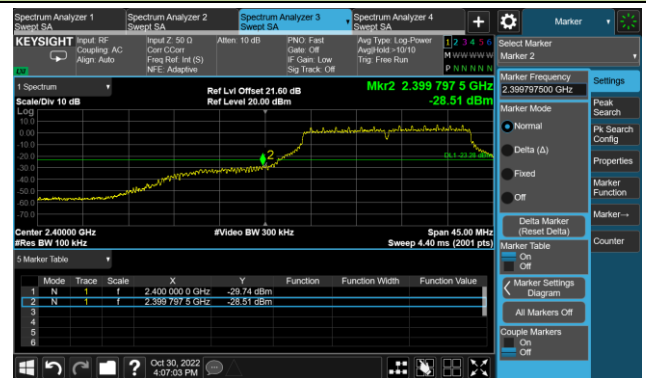 Spectrum Analyzer 1 Spectrum Analyzer 2 Spectrum Analyzer 3 Spectrum Analyzer 4 + Marker
Swept SA Swept SA Swept SA Swept SA
KEYSIGHT Input: RF Input Z: 50 Ω Atten: 10 dB PNO: Fast Avg Type: Log-Power 1 2 3 4 5 6 Select Marker
Coupling: AC Corr CCorr Gate: Off Avg|Hold:>10/10 M W W W W W Marker 2
Align: Auto Freq Ref: Int (S) IF Gain: Low Trig: Free Run
NFE: Adaptive Sig Track: Off P N N N N N
Marker Frequency Settings
1 Spectrum Ref Lvl Offset 21.60 dB Mkr2 2.399 797 5 GHz 2.399797500 GHz
Scale/Div 10 dB Ref Level 20.00 dBm -28.51 dBm Marker Mode Peak Search
Log
10.0 Normal Pk Search Config
0.00
-10.0 Delta (Δ)
2 DL1 -23.28 dBm Properties
-20.0
-30.0 Fixed
-40.0 Marker Function
-50.0 Off
-60.0 Marker→
-70.0 Delta Marker
(Reset Delta)
Center 2.40000 GHz #Video BW 300 kHz Span 45.00 MHz Counter
#Res BW 100 kHz Sweep 4.40 ms (2001 pts) Marker Table
On
5 Marker Table Off
Mode Trace Scale X Y Function Function Width Function Value Marker Settings Diagram
1 N 1 f 2.400 000 0 GHz -29.74 dBm
2 N 1 f 2.399 797 5 GHz -28.51 dBm
3 All Markers Off
4
5 Couple Markers
6 On
Off
? Oct 30, 2022
4:07:03 PM